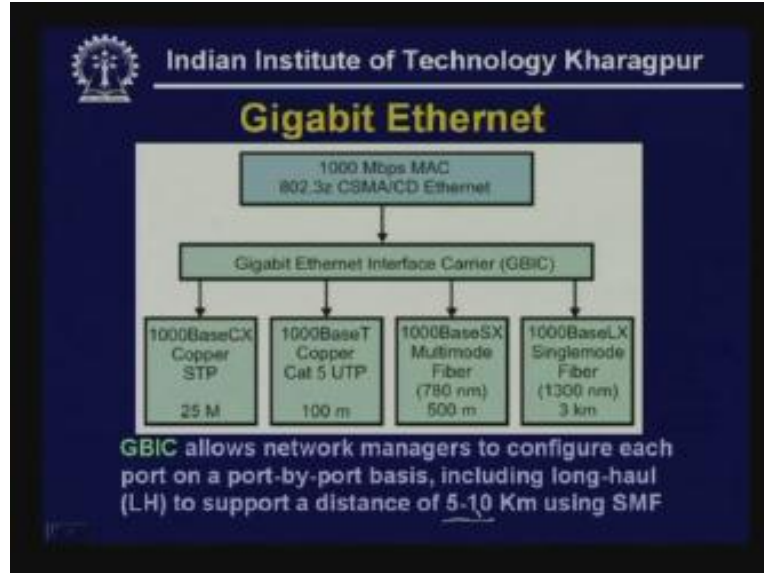 Indian Institute of Technology Kharagpur
Gigabit Ethernet
1000 Mbps MAC
802.3z CSMA/CD Ethernet
Gigabit Ethernet Interface Carrier (GBIC)
1000BaseCX
Copper
STP
25 M
1000BaseT
Copper
Cat 5 UTP
100 m
1000BaseSX
Multimode
Fiber
(780 nm)
500 m
1000BaseLX
Singlemode
Fiber
(1300 nm)
3 km
GBIC allows network managers to configure each
port on a port-by-port basis, including long-haul
(LH) to support a distance of 5-10 Km using SMF